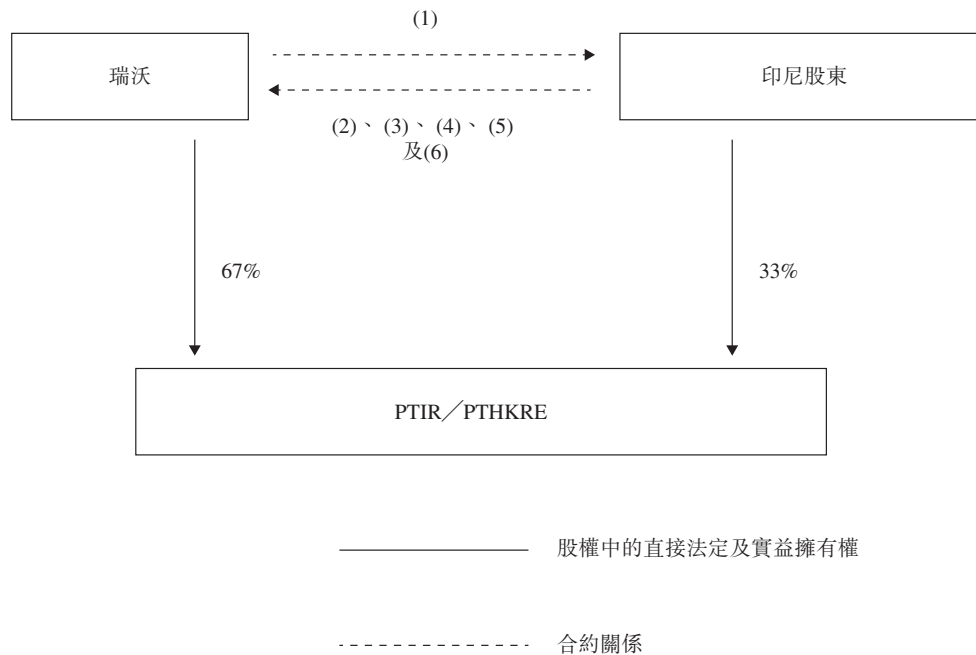 (1)
瑞沃
印尼股東
(2)、(3)、(4)、(5)
及(6)
67%
33%
PTIR／PTHKRE
股權中的直接法定及實益擁有權
合約關係